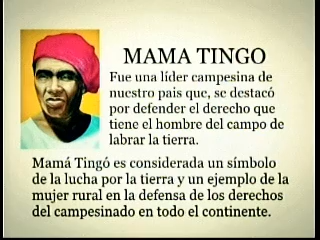 MAMA TINGO
Fue una líder campesina de
nuestro pais que, se destacó
por defender el derecho que
tiene el hombre del campo de
labrar la tierra.
Mamá Tingó es considerada un símbolo
de la lucha por la tierra y un ejemplo de la
mujer rural en la defensa de los derechos
del campesinado en todo el continente.